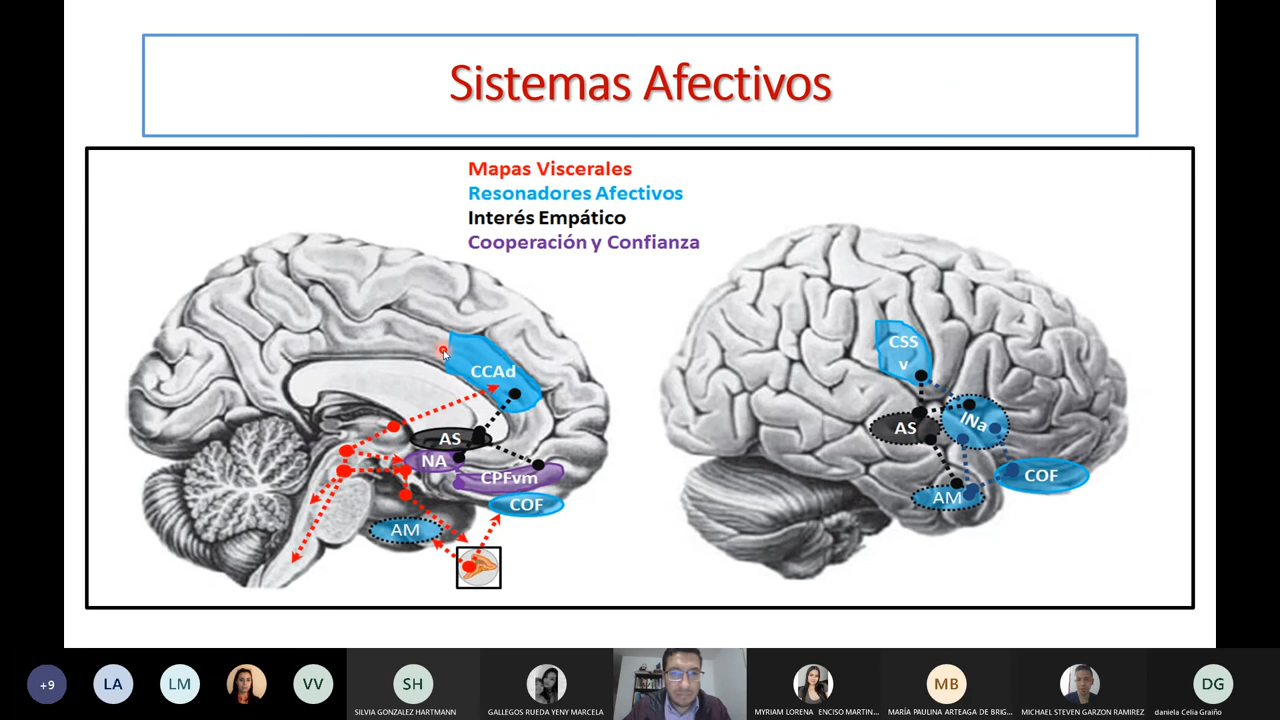 Sistemas Afectivos
Mapas Viscerales
Resonadores Afectivos
Interés Empático
Cooperación y Confianza
CCAd
AS
NA
CPFvm
COF
AM
CSS
v
INa
AS
COF
AM
+9
LA
LM
VV
SH
SILVIA GONZALEZ HARTMANN
GALLEGOS RUEDA YENY MARCELA
MYRIAM LORENA ENCISO MARTIN...
MB
MARÍA PAULINA ARTEAGA DE BRIG...
MICHAEL STEVEN GARZON RAMIREZ
DG
daniela Celia Graiño